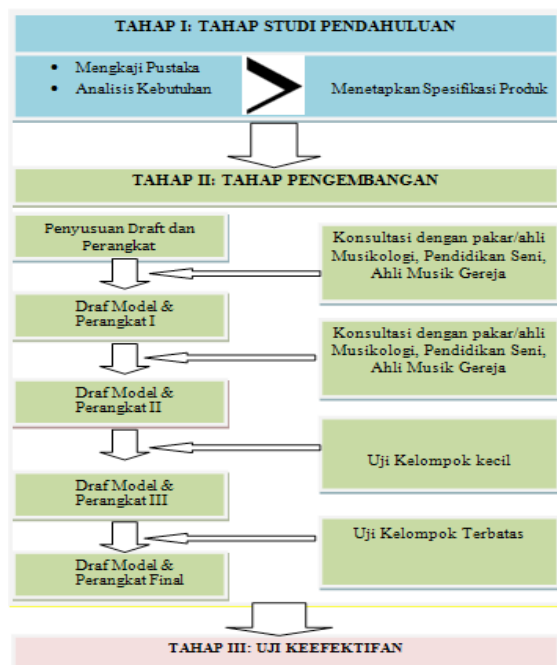 TAHAP I: TAHAP STUDI PENDAHULUAN
• Mengkaji Pustaka
• Analisis Kebutuhan
Menetapkan Spesifikasi Produk
TAHAP II: TAHAP PENGEMBANGAN
Penyusuan Draft dan
Perangkat
Konsultasi dengan pakar/ahli
Musikologi, Pendidikan Seni,
Ahli Musik Gereja
Draf Model &
Perangkat I
Konsultasi dengan pakar/ahli
Musikologi, Pendidikan Seni,
Ahli Musik Gereja
Draf Model &
Perangkat II
Uji Kelompok kecil
Draf Model &
Perangkat III
Uji Kelompok Terbatas
Draf Model &
Perangkat Final
TAHAP III: UJI KEEFEKTIFAN